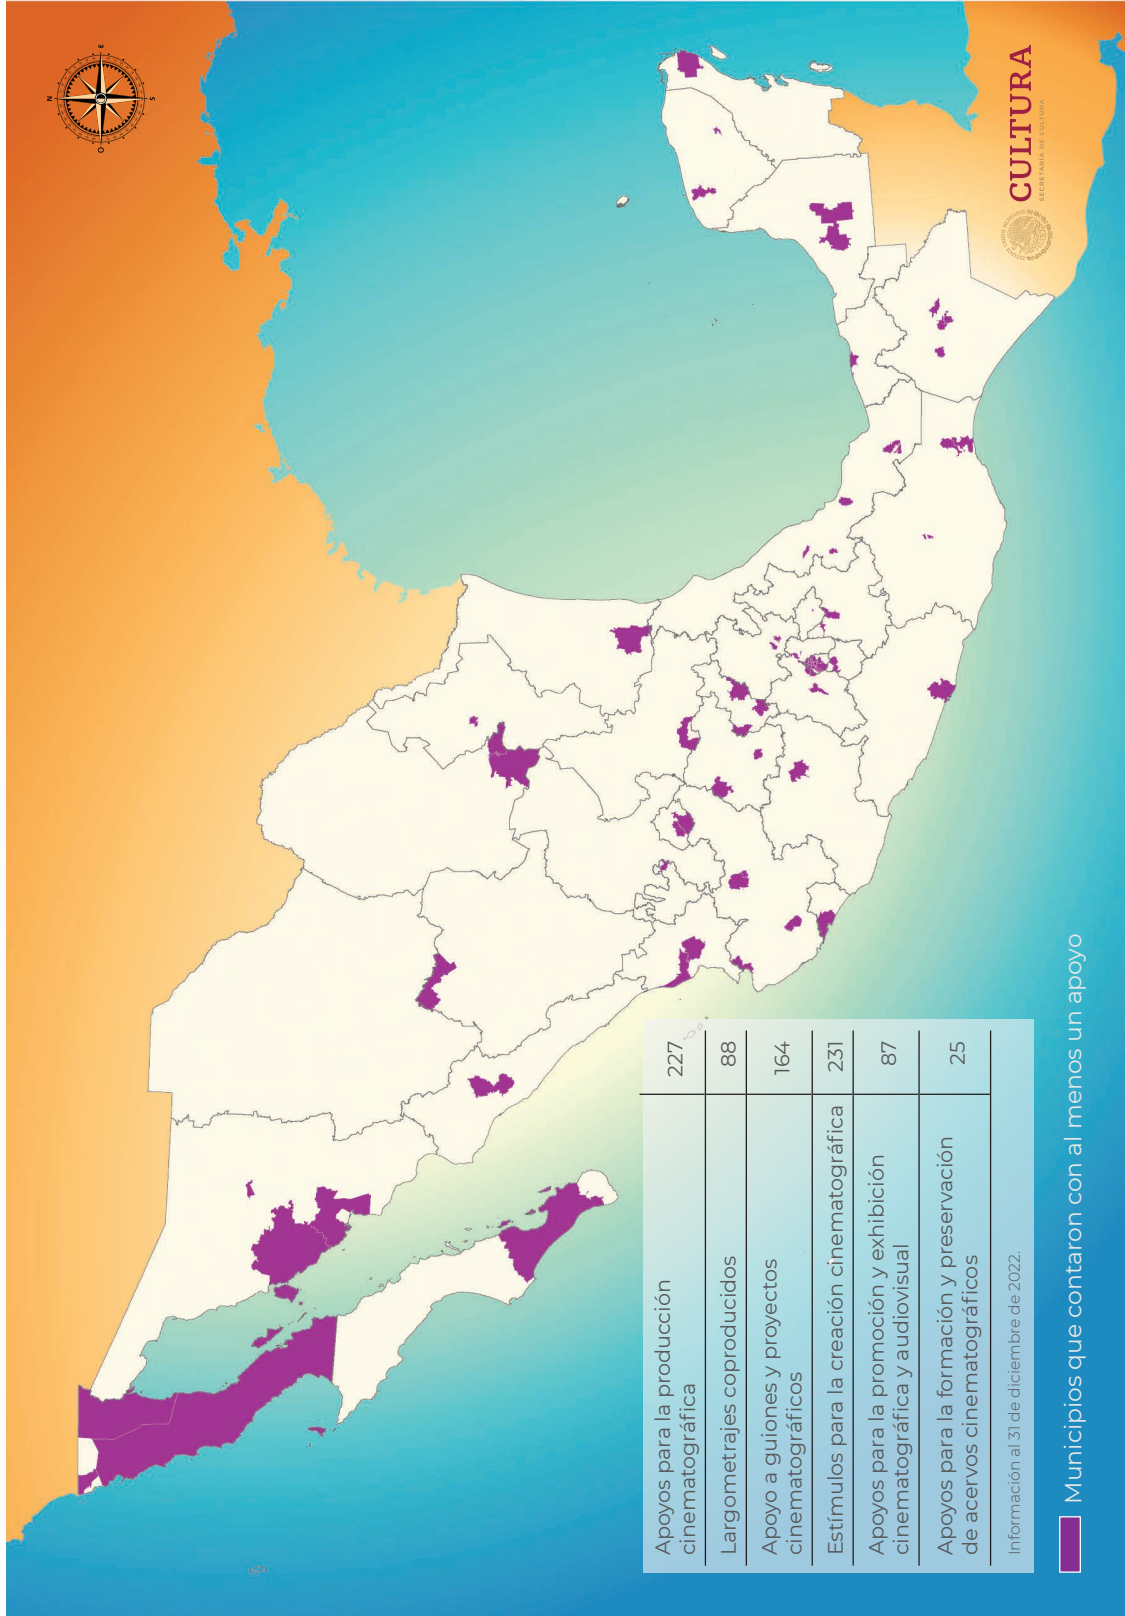 N
E
S
O
CULTURA
SECRETARÍA DE CULTURA
Apoyos para la producción
cinematográfica
227
Largometrajes coproducidos
88
Apoyo a guiones y proyectos
cinematográficos
164
Estímulos para la creación cinematográfica
231
Apoyos para la promoción y exhibición
cinematográfica y audiovisual
87
Apoyos para la formación y preservación
de acervos cinematográficos
25
Información al 31 de diciembre de 2022.
Municipios que contaron con al menos un apoyo